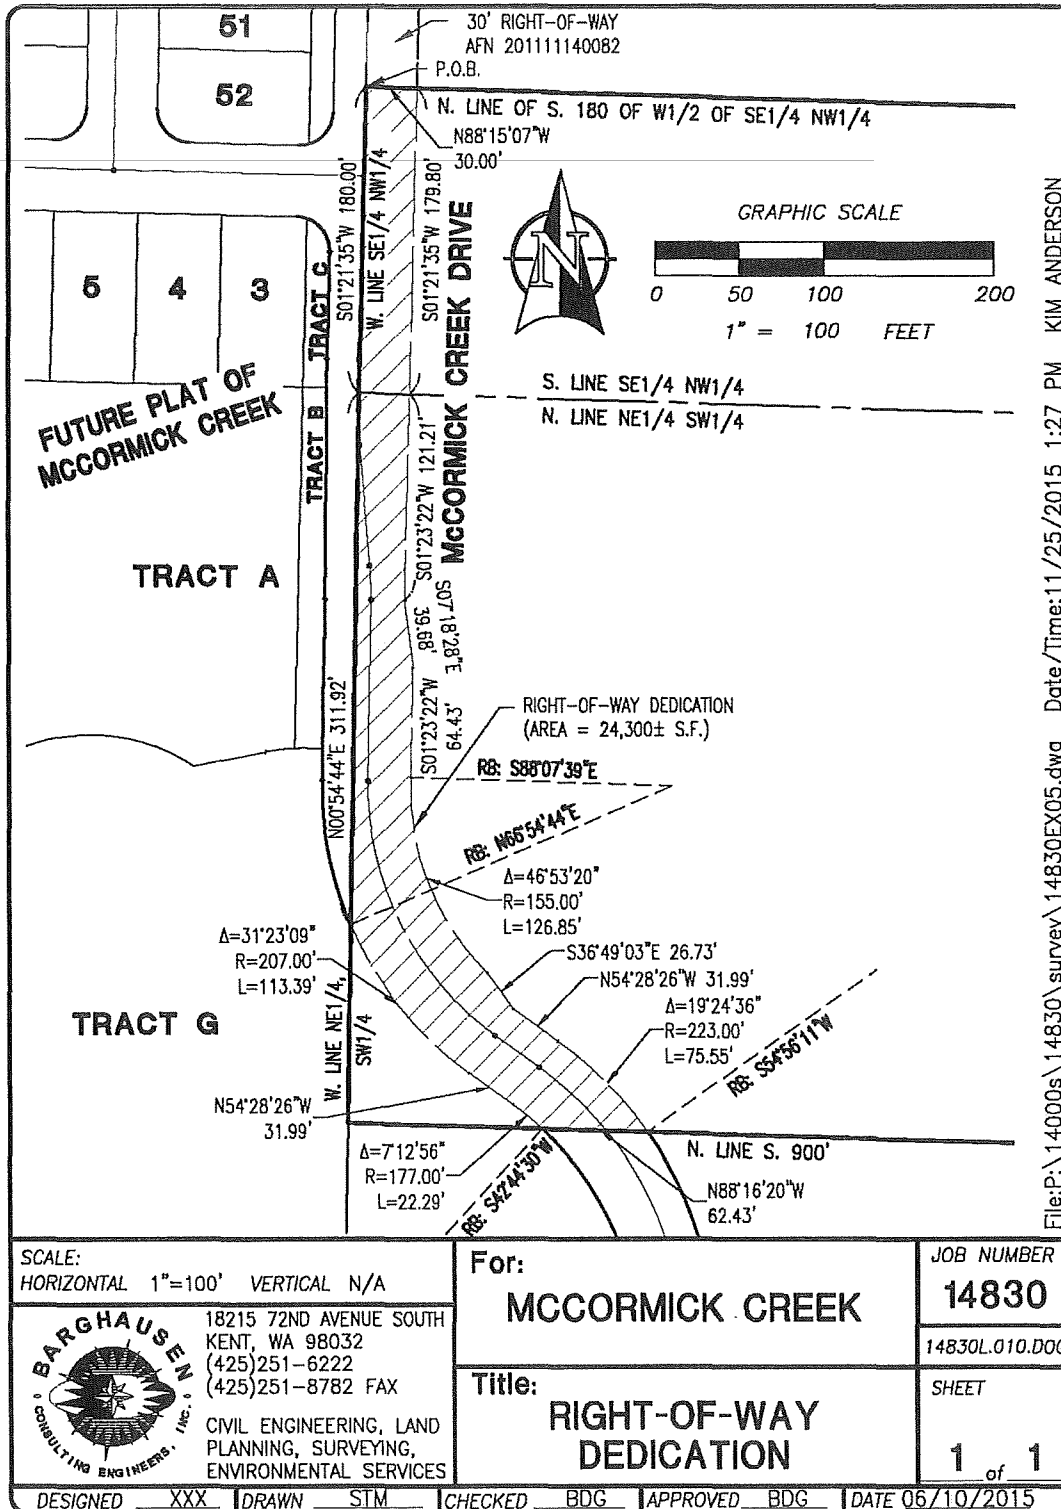 51
52
30' RIGHT-OF-WAY
AFN 201111140082
P.O.B.
N. LINE OF S. 180 OF W1/2 OF SE1/4 NW1/4
N88°15'07"W
30.00'
S01°21'35"W 180.00'
W. LINE SE1/4 NW1/4
S01°21'35"W 179.80'
McCORMICK CREEK DRIVE
GRAPHIC SCALE
0 50 100 200
1" = 100 FEET
5
4
3
TRACT C
TRACT B
FUTURE PLAT OF
MCCORMICK CREEK
S. LINE SE1/4 NW1/4
N. LINE NE1/4 SW1/4
S01°23'22"W 121.21'
S07°18'28"E
39.68'
S01°23'22"W
64.43'
TRACT A
N00°54'44"E 311.92'
RIGHT-OF-WAY DEDICATION
(AREA = 24,300± S.F.)
RB: S88°07'39"E
RB: N66°54'44"E
Δ=46°53'20"
R=155.00'
L=126.85'
Δ=31°23'09"
R=207.00'
L=113.39'
S36°49'03"E 26.73'
N54°28'26"W 31.99'
Δ=19°24'36"
R=223.00'
L=75.55'
RB: S54°56'11"W
TRACT G
W. LINE NE1/4,
SW1/4
N54°28'26"W
31.99'
Δ=7°12'56"
R=177.00'
L=22.29'
RB: S42°44'30"W
N. LINE S. 900'
N88°16'20"W
62.43'
File:P:\14000s\14830\survey\14830EX05.dwg Date/Time:11/25/2015 1:27 PM KIM ANDERSON
SCALE:
HORIZONTAL 1"=100' VERTICAL N/A
BARGHAUSEN
CONSULTING ENGINEERS, INC.
18215 72ND AVENUE SOUTH
KENT, WA 98032
(425)251-6222
(425)251-8782 FAX
CIVIL ENGINEERING, LAND
PLANNING, SURVEYING,
ENVIRONMENTAL SERVICES
For:
MCCORMICK CREEK
Title:
RIGHT-OF-WAY
DEDICATION
JOB NUMBER
14830
14830L.010.DOC
SHEET
1 of 1
DESIGNED XXX DRAWN STM CHECKED BDG APPROVED BDG DATE 06/10/2015
N